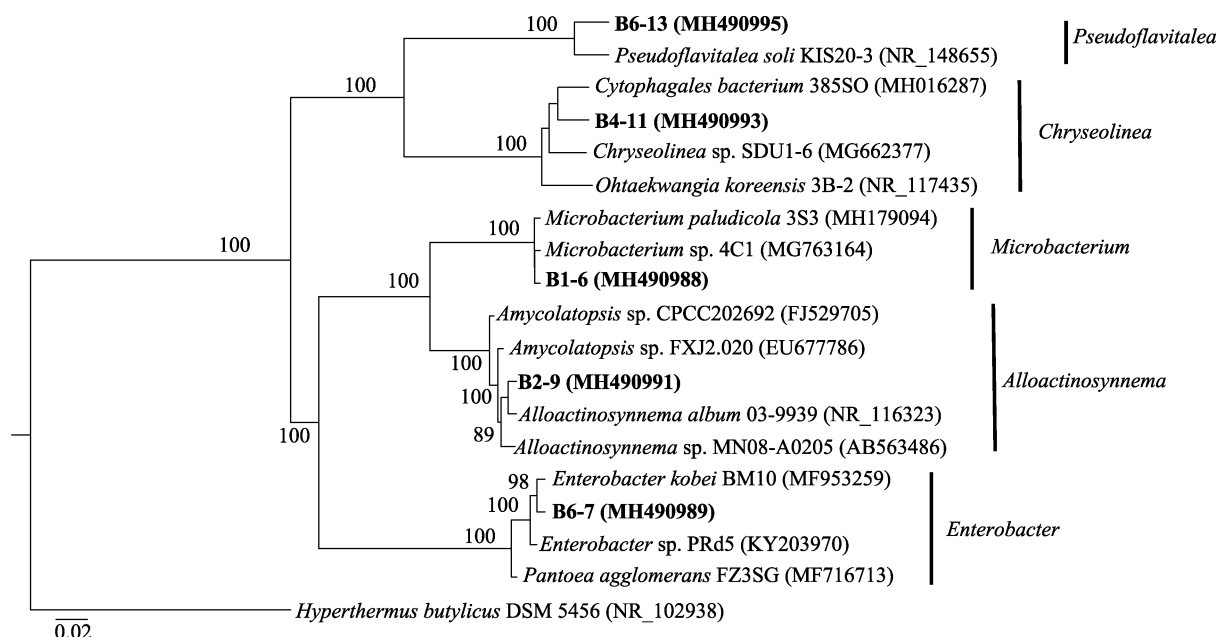 100
B6-13 (MH490995)
Pseudoflavitalea soli KIS20-3 (NR_148655)
Pseudoflavitalea
100
Cytophagales bacterium 385SO (MH016287)
B4-11 (MH490993)
100
Chryseolinea sp. SDU1-6 (MG662377)
Ohtaekwangia koreensis 3B-2 (NR_117435)
Chryseolinea
100
Microbacterium paludicola 3S3 (MH179094)
100
Microbacterium sp. 4C1 (MG763164)
B1-6 (MH490988)
Microbacterium
100
Amycolatopsis sp. CPCC202692 (FJ529705)
Amycolatopsis sp. FXJ2.020 (EU677786)
100
B2-9 (MH490991)
100
Alloactinosynnema album 03-9939 (NR_116323)
89
Alloactinosynnema sp. MN08-A0205 (AB563486)
Alloactinosynnema
100
98
Enterobacter kobei BM10 (MF953259)
100
B6-7 (MH490989)
100
Enterobacter sp. PRd5 (KY203970)
Pantoea agglomerans FZ3SG (MF716713)
Enterobacter
Hyperthermus butylicus DSM 5456 (NR_102938)
0.02